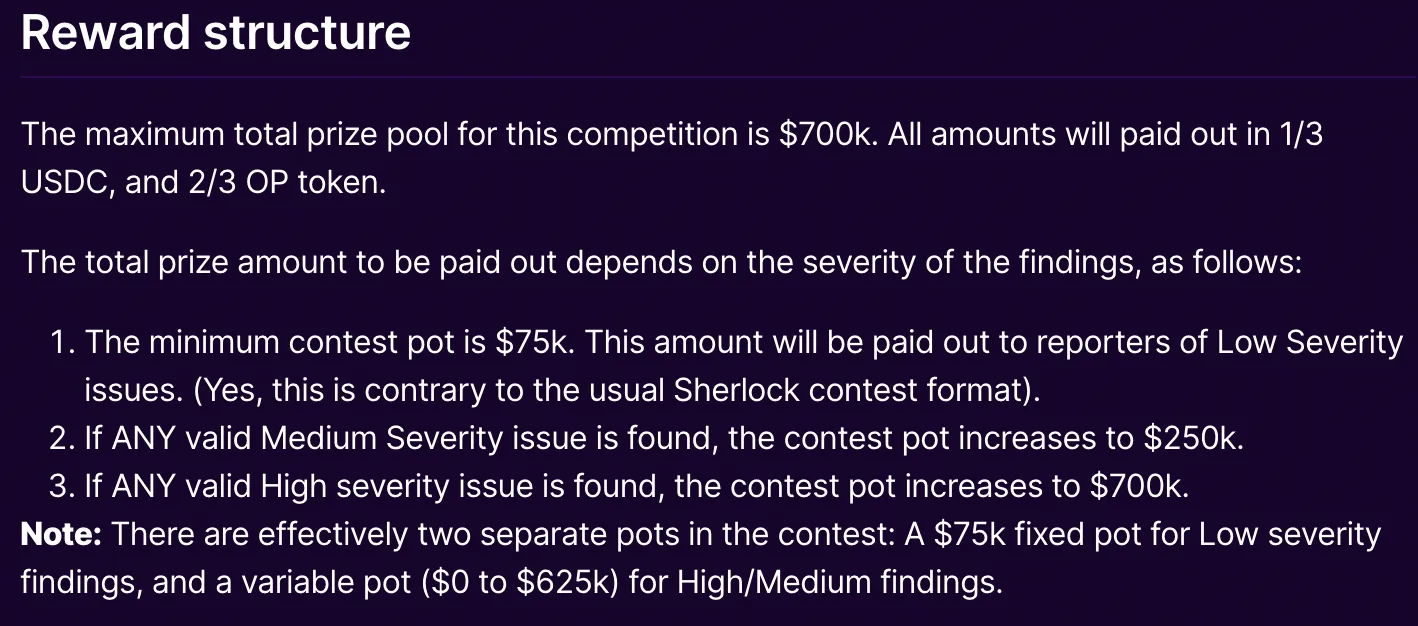 Reward structure
The maximum total prize pool for this competition is $700k. All amounts will paid out in 1/3
USDC, and 2/3 OP token.
The total prize amount to be paid out depends on the severity of the findings, as follows:
1. The minimum contest pot is $75k. This amount will be paid out to reporters of Low Severity
issues. (Yes, this is contrary to the usual Sherlock contest format).
2. If ANY valid Medium Severity issue is found, the contest pot increases to $250k.
3. If ANY valid High severity issue is found, the contest pot increases to $700k.
Note: There are effectively two separate pots in the contest: A $75k fixed pot for Low severity
findings, and a variable pot ($0 to $625k) for High/Medium findings.